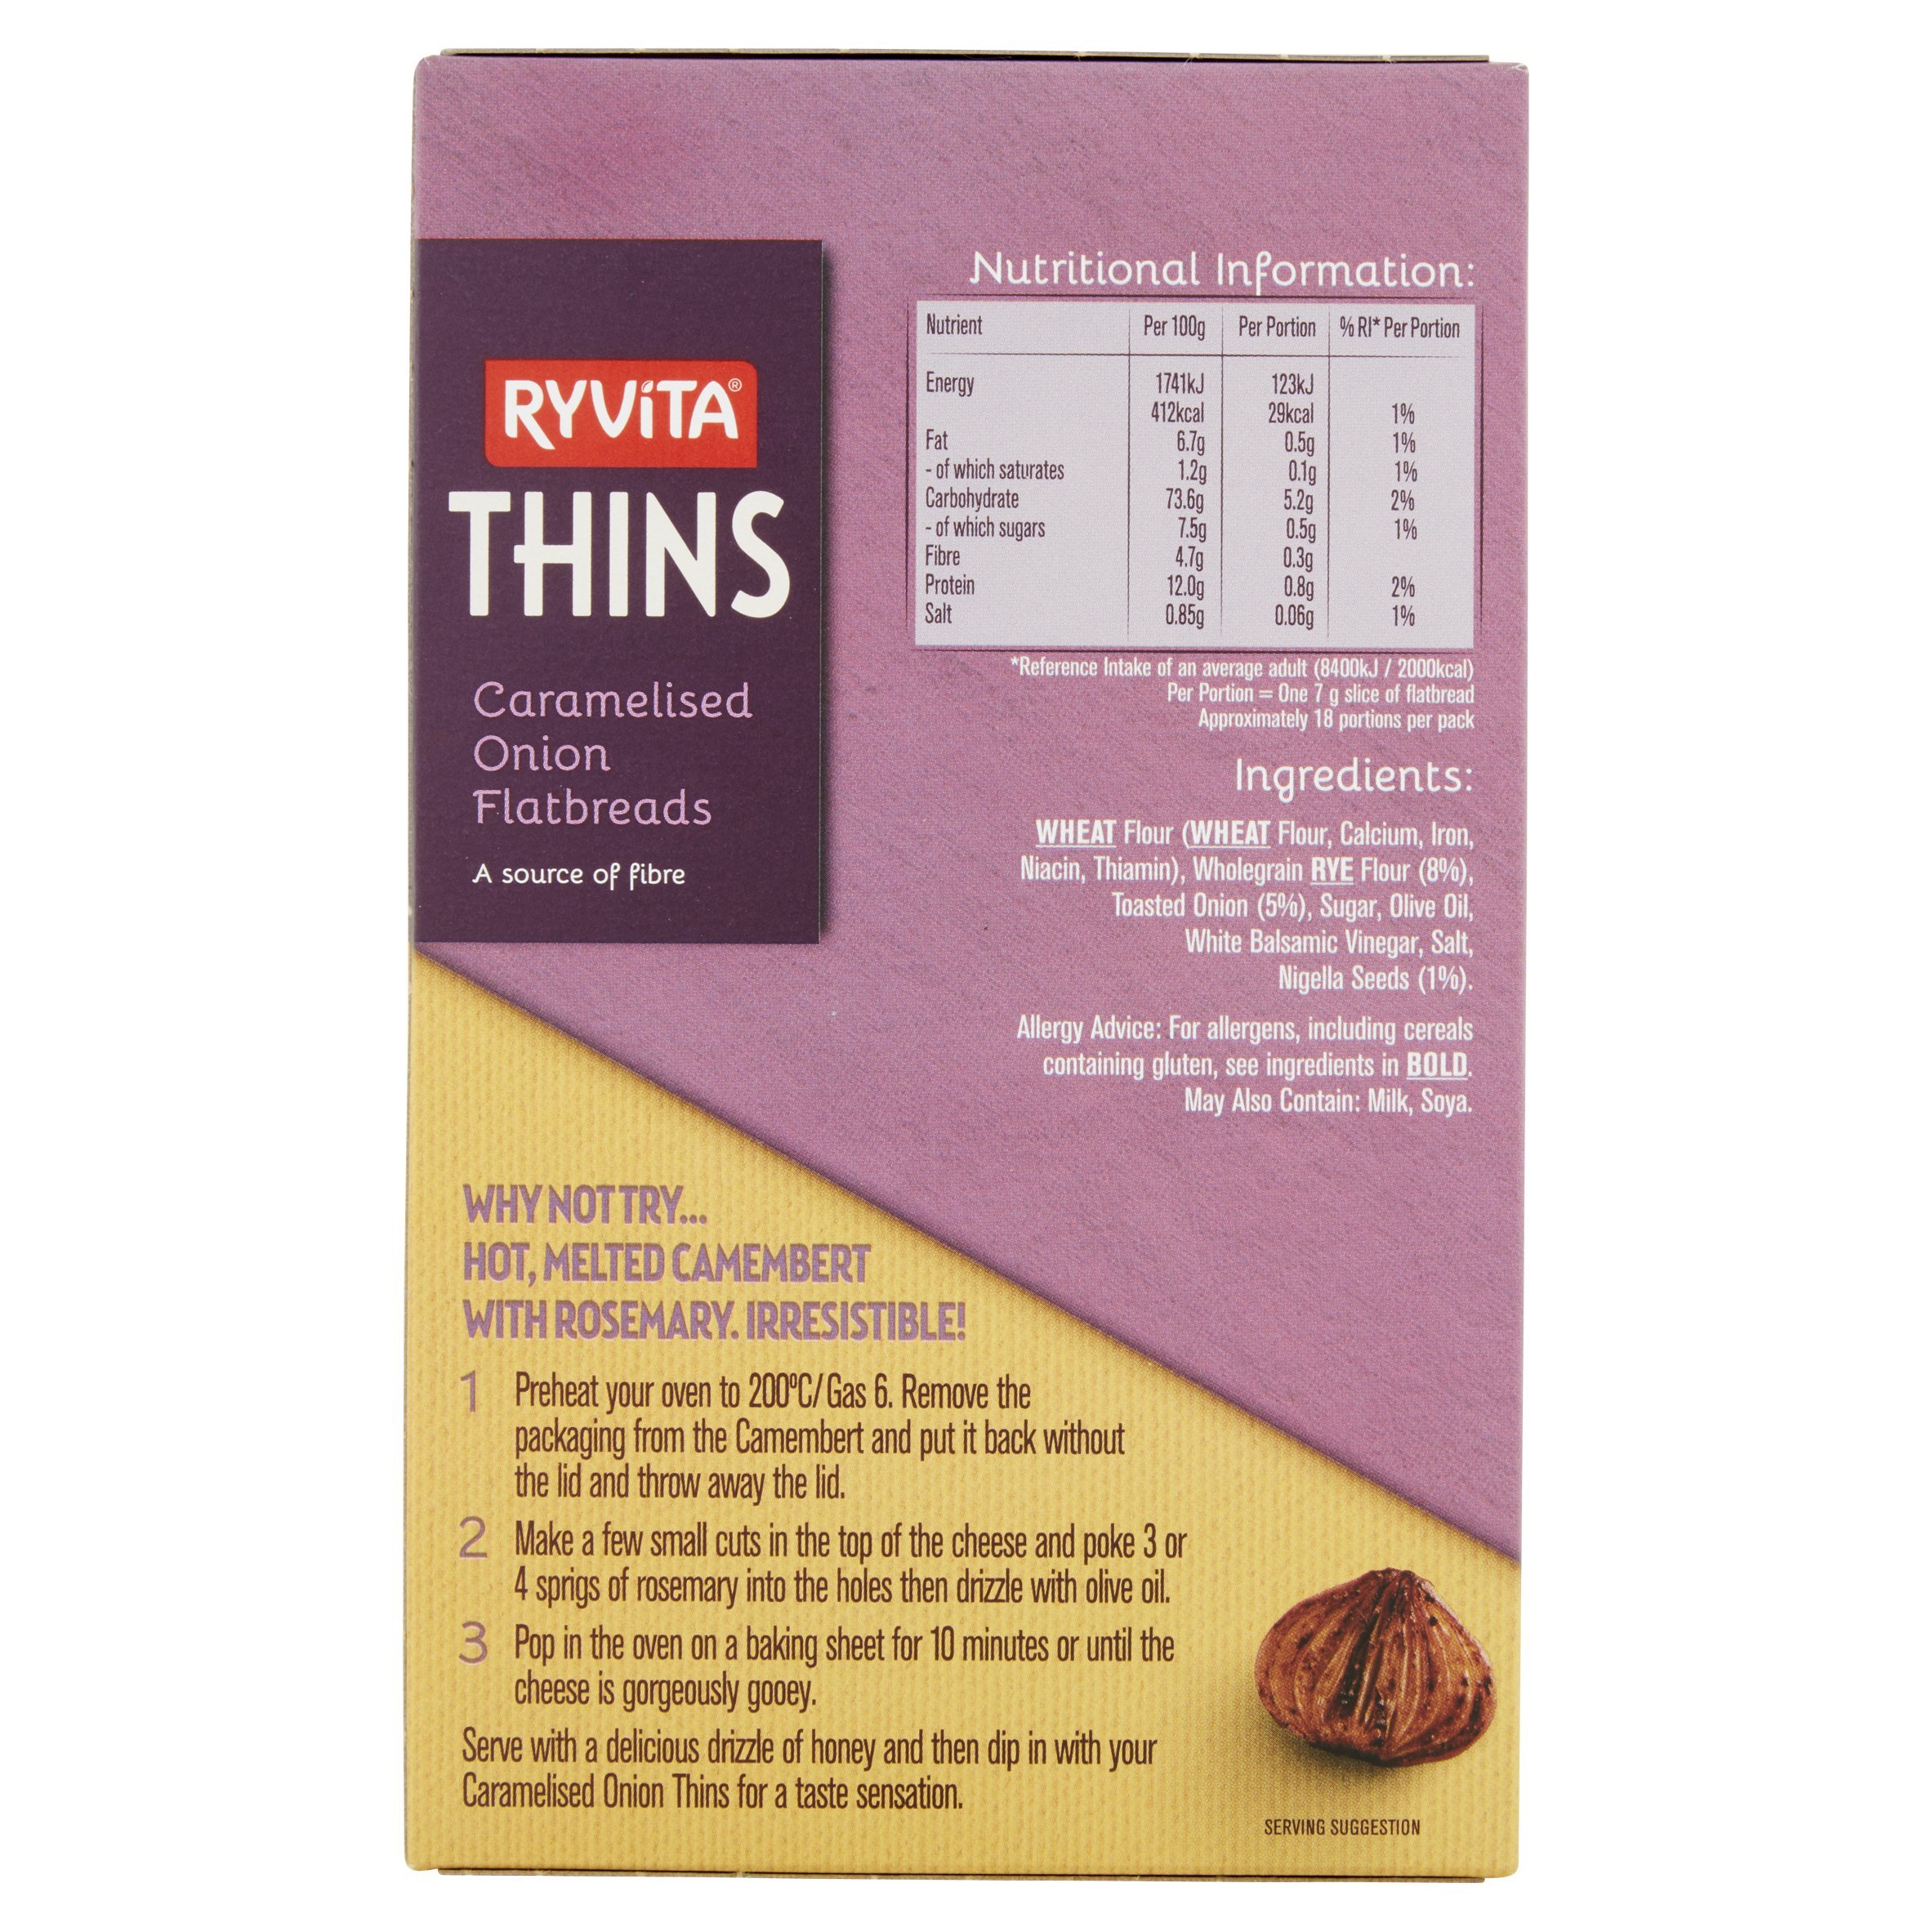 RYVITA®
THINS
Caramelised
Onion
Flatbreads
A source of fibre
Nutritional Information:
Nutrient Per 100g Per Portion % RI* Per Portion
Energy 1741kJ 123kJ
412kcal 29kcal 1%
Fat 6.7g 0.5g 1%
- of which saturates 1.2g 0.1g 1%
Carbohydrate 73.6g 5.2g 2%
- of which sugars 7.5g 0.5g 1%
Fibre 4.7g 0.3g
Protein 12.0g 0.8g 2%
Salt 0.85g 0.06g 1%
*Reference Intake of an average adult (8400kJ / 2000kcal)
Per Portion = One 7 g slice of flatbread
Approximately 18 portions per pack
Ingredients:
WHEAT Flour (WHEAT Flour, Calcium, Iron,
Niacin, Thiamin), Wholegrain RYE Flour (8%),
Toasted Onion (5%), Sugar, Olive Oil,
White Balsamic Vinegar, Salt,
Nigella Seeds (1%).
Allergy Advice: For allergens, including cereals
containing gluten, see ingredients in BOLD.
May Also Contain: Milk, Soya.
WHY NOT TRY...
HOT, MELTED CAMEMBERT
WITH ROSEMARY. IRRESISTIBLE!
1 Preheat your oven to 200ºC/Gas 6. Remove the
packaging from the Camembert and put it back without
the lid and throw away the lid.
2 Make a few small cuts in the top of the cheese and poke 3 or
4 sprigs of rosemary into the holes then drizzle with olive oil.
3 Pop in the oven on a baking sheet for 10 minutes or until the
cheese is gorgeously gooey.
Serve with a delicious drizzle of honey and then dip in with your
Caramelised Onion Thins for a taste sensation.
SERVING SUGGESTION